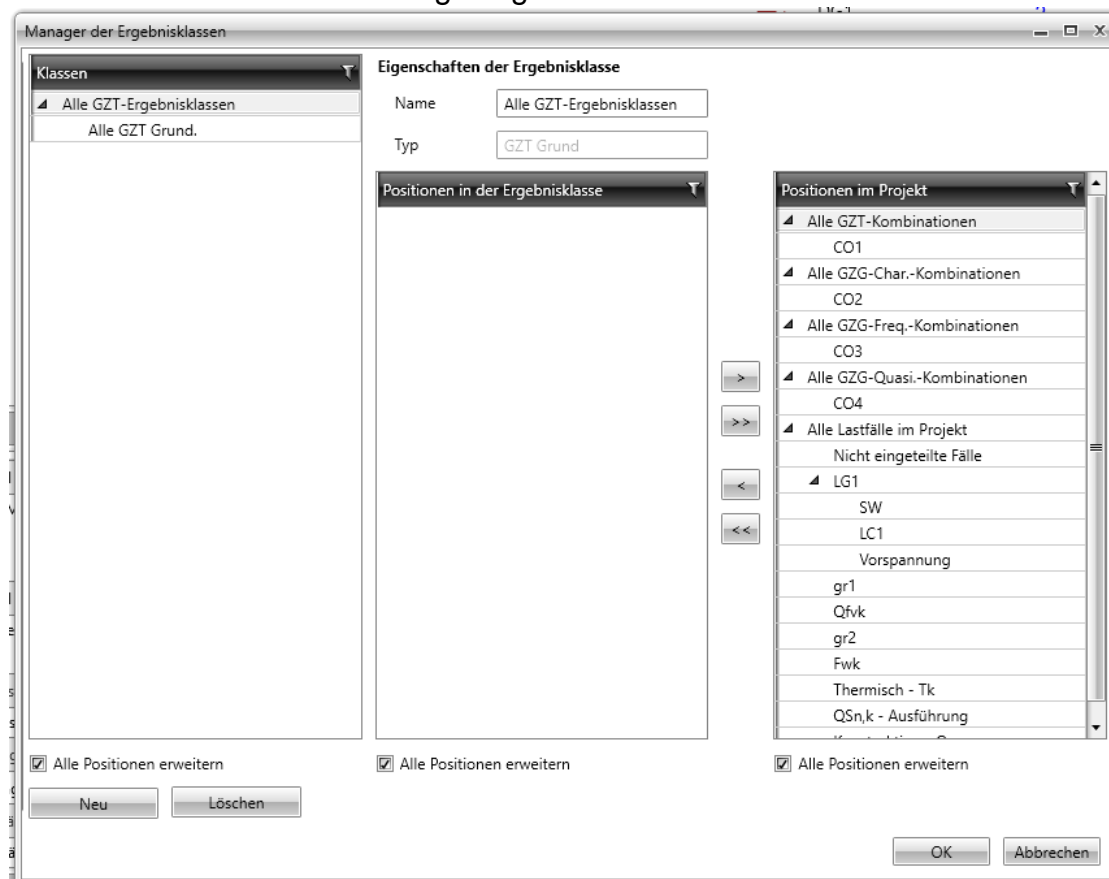 Manager der Ergebnisklassen
Klassen
Alle GZT-Ergebnisklassen
Alle GZT Grund.
Alle Positionen erweitern
Neu
Löschen
Eigenschaften der Ergebnisklasse
Name
Alle GZT-Ergebnisklassen
Typ
GZT Grund
Positionen in der Ergebnisklasse
Alle Positionen erweitern
>
>>
<
<<
Positionen im Projekt
Alle GZT-Kombinationen
CO1
Alle GZG-Char.-Kombinationen
CO2
Alle GZG-Freq.-Kombinationen
CO3
Alle GZG-Quasi.-Kombinationen
CO4
Alle Lastfälle im Projekt
Nicht eingeteilte Fälle
LG1
SW
LC1
Vorspannung
gr1
Qfvk
gr2
Fwk
Thermisch - Tk
QSn,k - Ausführung
Alle Positionen erweitern
OK
Abbrechen